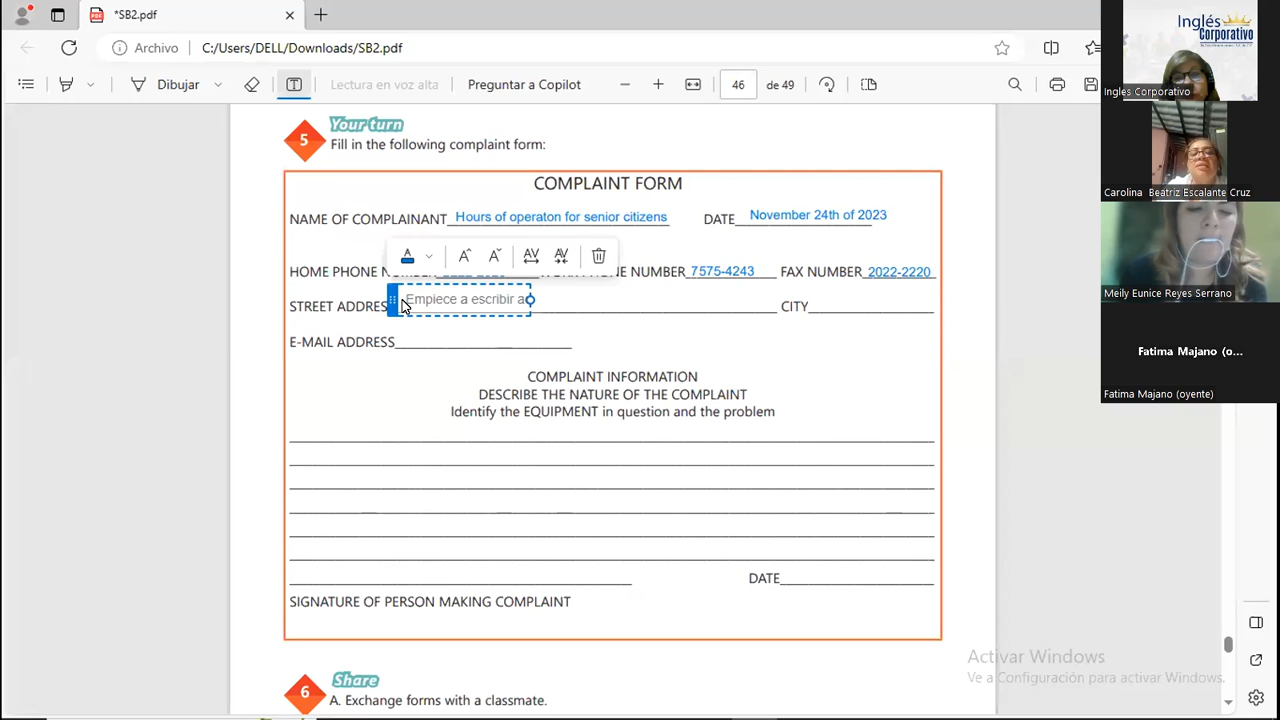 *SB2.pdf
Archivo C:/Users/DELL/Downloads/SB2.pdf
Dibujar Lectura en voz alta Preguntar a Copilot 46 de 49
5 Your turn
Fill in the following complaint form:
COMPLAINT FORM
NAME OF COMPLAINANT Hours of operaton for senior citizens DATE November 24th of 2023
HOME PHONE NUMBER WORK PHONE NUMBER 7575-4243 FAX NUMBER 2022-2220
STREET ADDRES Empiece a escribir a CITY
E-MAIL ADDRESS
COMPLAINT INFORMATION
DESCRIBE THE NATURE OF THE COMPLAINT
Identify the EQUIPMENT in question and the problem
DATE
SIGNATURE OF PERSON MAKING COMPLAINT
6 Share
A. Exchange forms with a classmate.
Activar Windows
Ve a Configuración para activar Windows.
Inglés
Corporativo
Ingles Corporativo
Carolina Beatriz Escalante Cruz
Meily Eunice Reyes Serrano
Fatima Majano (o...
Fatima Majano (oyente)